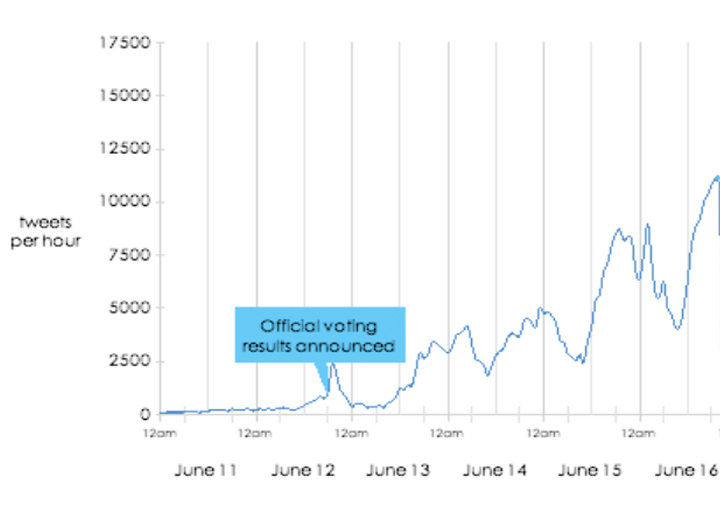 17500
15000
12500
10000
tweets
per hour
7500
5000
Official voting
results announced
2500
0
12am 12am 12am 12am 12am 12am
June 11 June 12 June 13 June 14 June 15 June 16